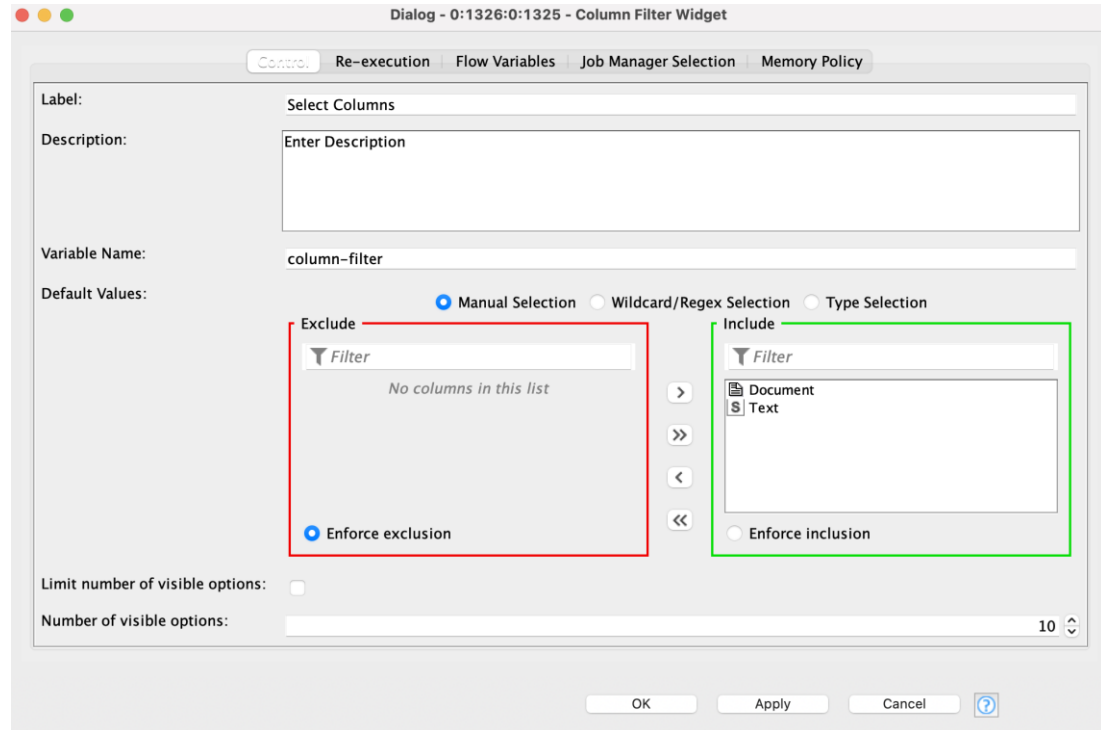 Dialog - 0:1326:0:1325 - Column Filter Widget
Control Re-execution Flow Variables Job Manager Selection Memory Policy
Label: Select Columns
Description: Enter Description
Variable Name: column-filter
Default Values: Manual Selection Wildcard/Regex Selection Type Selection
Exclude Include
Filter Filter
No columns in this list Document
S Text
Enforce exclusion Enforce inclusion
Limit number of visible options:
Number of visible options: 10
OK Apply Cancel ?